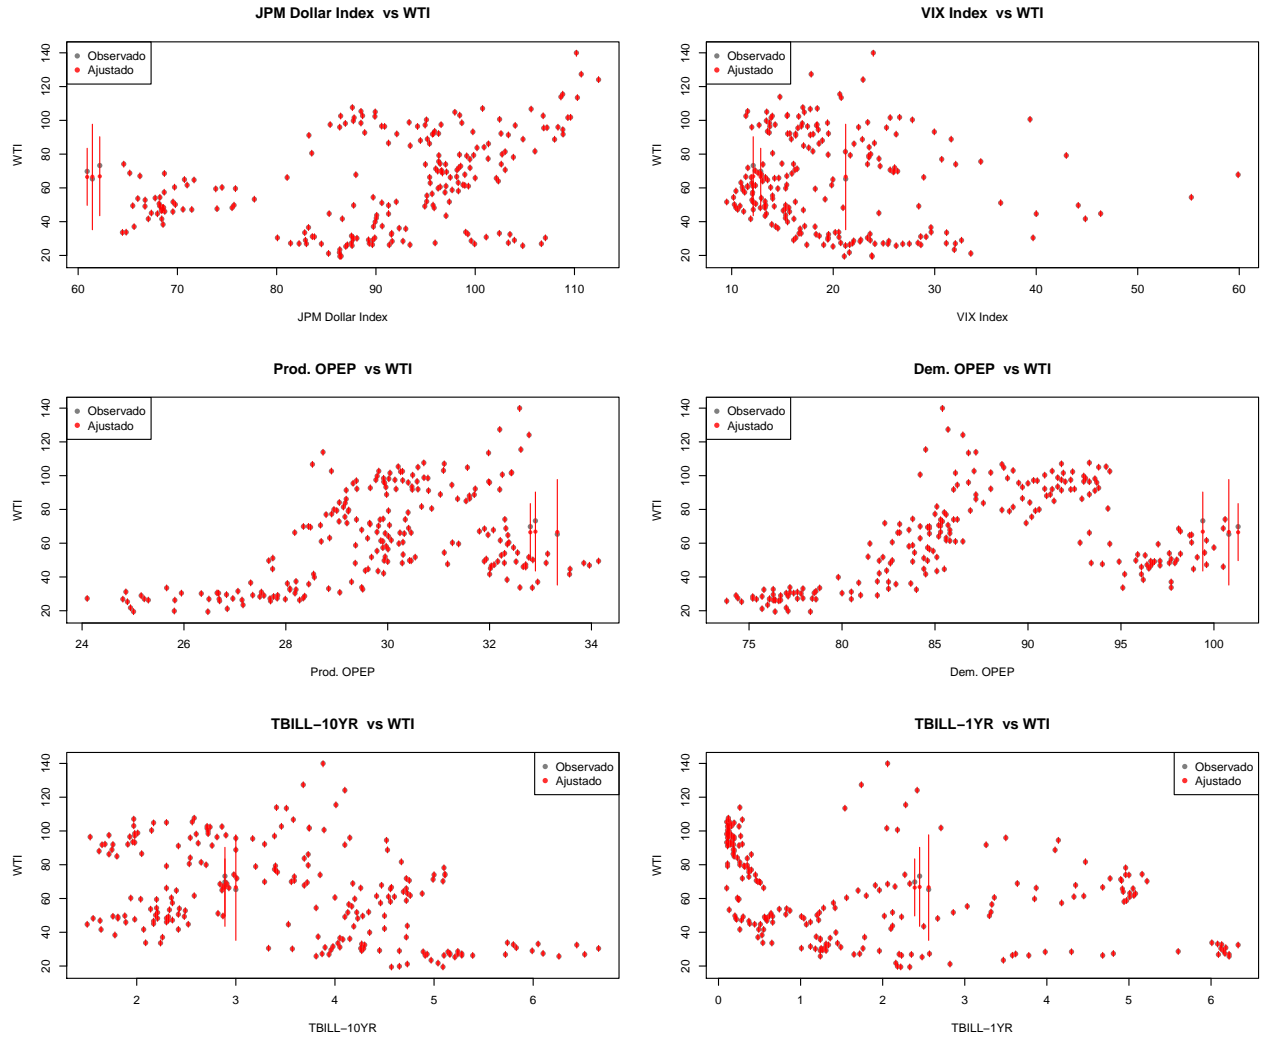 JPM Dollar Index vs WTI
Observado
Ajustado
WTI
20 40 60 80 100 120 140
60 70 80 90 100 110
JPM Dollar Index
VIX Index vs WTI
Observado
Ajustado
WTI
20 40 60 80 100 120 140
10 20 30 40 50 60
VIX Index
Prod. OPEP vs WTI
Observado
Ajustado
WTI
20 40 60 80 100 120 140
24 26 28 30 32 34
Prod. OPEP
Dem. OPEP vs WTI
Observado
Ajustado
WTI
20 40 60 80 100 120 140
75 80 85 90 95 100
Dem. OPEP
TBILL−10YR vs WTI
Observado
Ajustado
WTI
20 40 60 80 100 120 140
2 3 4 5 6
TBILL−10YR
TBILL−1YR vs WTI
Observado
Ajustado
WTI
20 40 60 80 100 120 140
0 1 2 3 4 5 6
TBILL−1YR